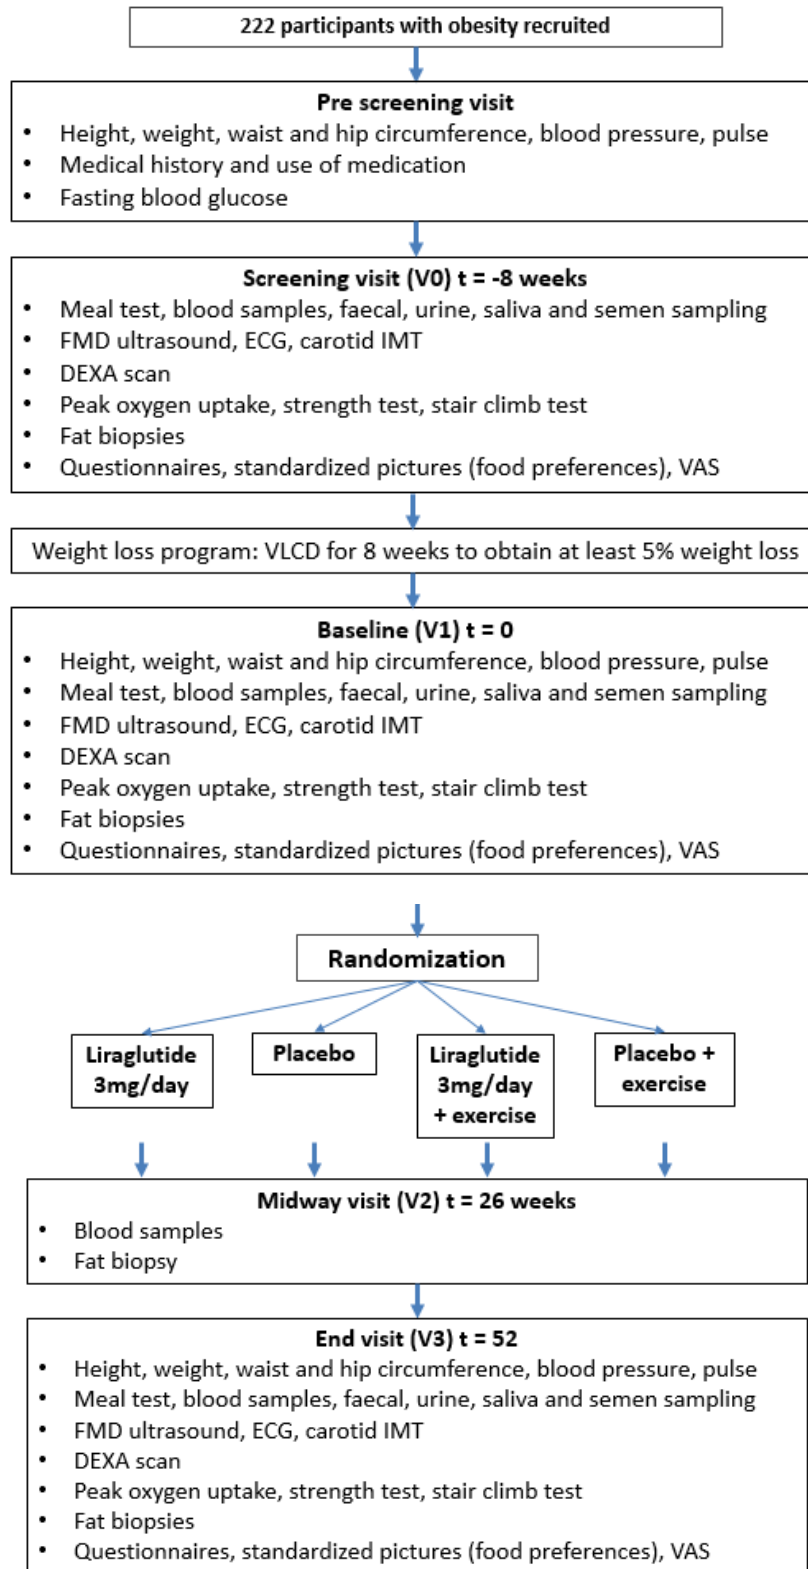 222 participants with obesity recruited
Pre screening visit
• Height, weight, waist and hip circumference, blood pressure, pulse
• Medical history and use of medication
• Fasting blood glucose
Screening visit (V0) t = -8 weeks
• Meal test, blood samples, faecal, urine, saliva and semen sampling
• FMD ultrasound, ECG, carotid IMT
• DEXA scan
• Peak oxygen uptake, strength test, stair climb test
• Fat biopsies
• Questionnaires, standardized pictures (food preferences), VAS
Weight loss program: VLCD for 8 weeks to obtain at least 5% weight loss
Baseline (V1) t = 0
• Height, weight, waist and hip circumference, blood pressure, pulse
• Meal test, blood samples, faecal, urine, saliva and semen sampling
• FMD ultrasound, ECG, carotid IMT
• DEXA scan
• Peak oxygen uptake, strength test, stair climb test
• Fat biopsies
• Questionnaires, standardized pictures (food preferences), VAS
Randomization
Liraglutide
3mg/day
Placebo
Liraglutide
3mg/day
+ exercise
Placebo +
exercise
Midway visit (V2) t = 26 weeks
• Blood samples
• Fat biopsy
End visit (V3) t = 52
• Height, weight, waist and hip circumference, blood pressure, pulse
• Meal test, blood samples, faecal, urine, saliva and semen sampling
• FMD ultrasound, ECG, carotid IMT
• DEXA scan
• Peak oxygen uptake, strength test, stair climb test
• Fat biopsies
• Questionnaires, standardized pictures (food preferences), VAS